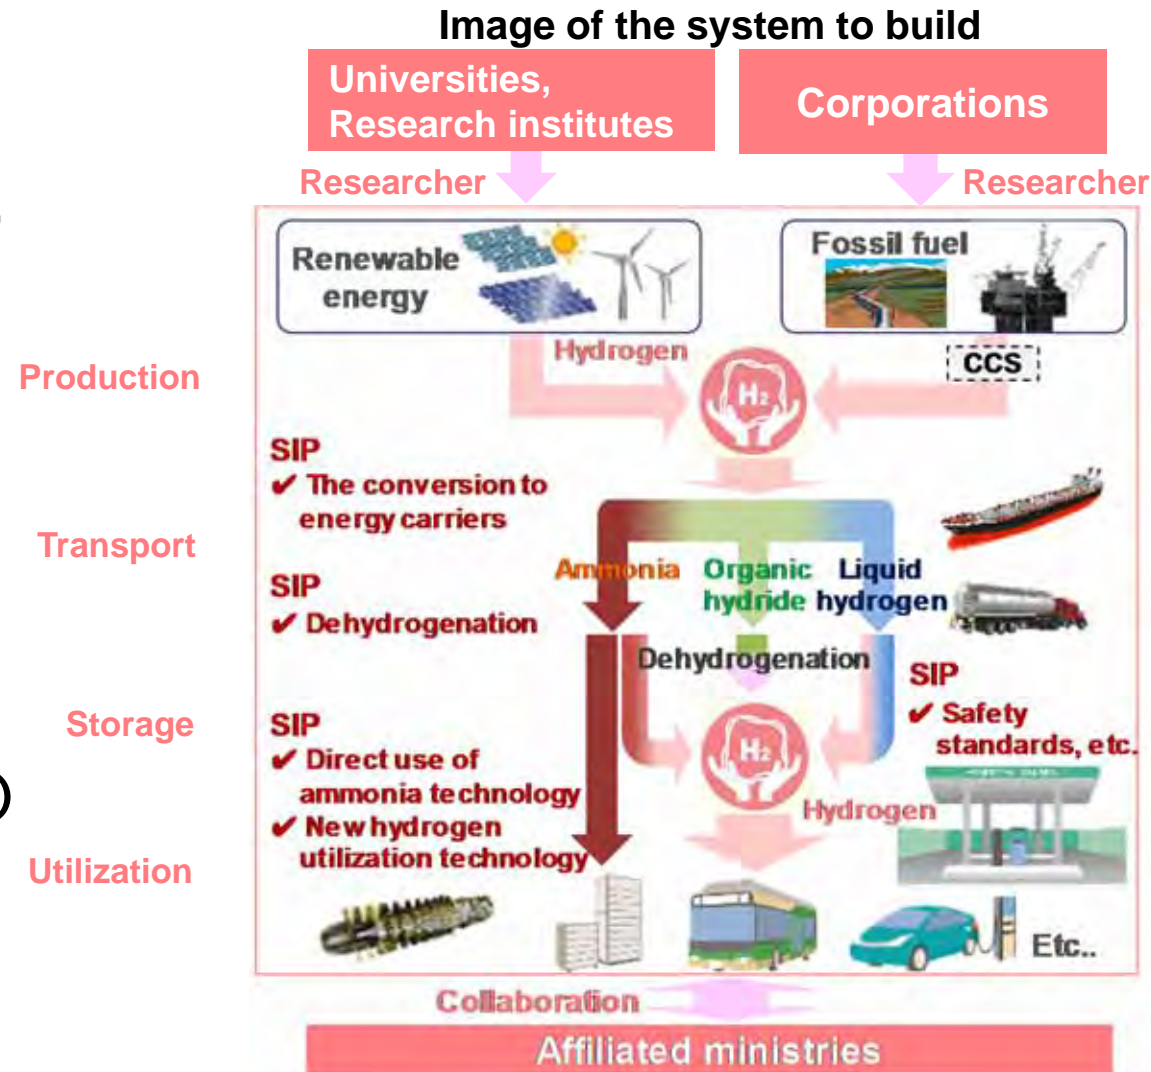 Image of the system to build
Universities,
Research institutes
Corporations
Researcher
Researcher
Renewable
energy
Fossil fuel
Hydrogen
CCS
Production
H₂
SIP
✔ The conversion to
energy carriers
Transport
Ammonia
Organic
hydride
Liquid
hydrogen
SIP
✔ Dehydrogenation
Dehydrogenation
SIP
✔ Safety
standards, etc.
Storage
SIP
✔ Direct use of
ammonia technology
✔ New hydrogen
utilization technology
H₂
Hydrogen
Utilization
Etc..
Collaboration
Affiliated ministries